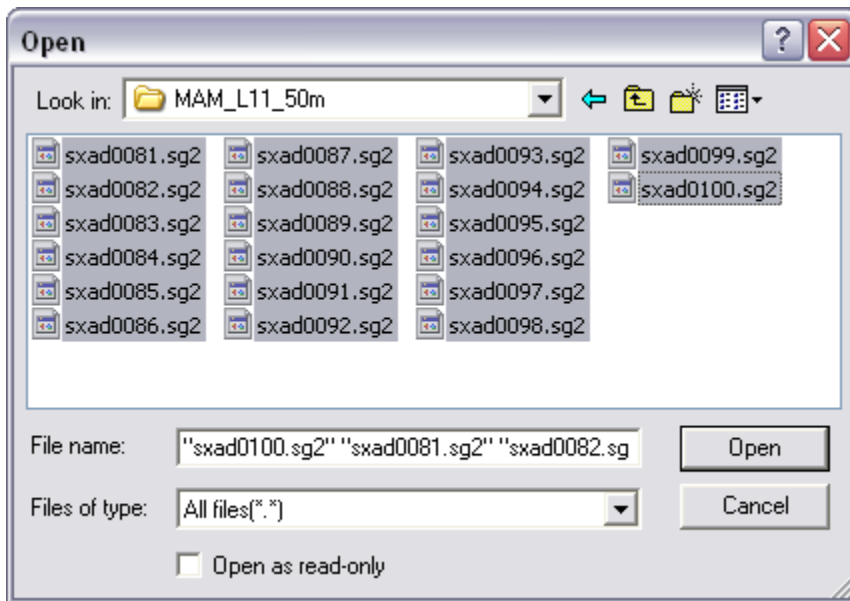 Open
Look in: MAM_L11_50m
sxad0081.sg2 sxad0087.sg2 sxad0093.sg2 sxad0099.sg2
sxad0082.sg2 sxad0088.sg2 sxad0094.sg2 sxad0100.sg2
sxad0083.sg2 sxad0089.sg2 sxad0095.sg2
sxad0084.sg2 sxad0090.sg2 sxad0096.sg2
sxad0085.sg2 sxad0091.sg2 sxad0097.sg2
sxad0086.sg2 sxad0092.sg2 sxad0098.sg2
File name: "sxad0100.sg2" "sxad0081.sg2" "sxad0082.sg Open
Files of type: All files(*.*) Cancel
Open as read-only